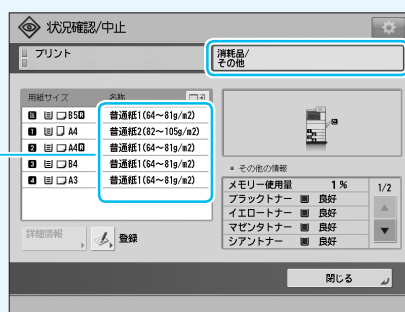 状況確認/中止
プリント
消耗品/
その他
用紙サイズ 名称
B5R 普通紙1(64～81g/m2)
1 A4 普通紙2(82～105g/m2)
2 A4R 普通紙1(64～81g/m2)
3 B4 普通紙1(64～81g/m2)
4 A3 普通紙1(64～81g/m2)
詳細情報
登録
その他の情報
メモリー使用量 1%
ブラックトナー 良好
イエロートナー 良好
マゼンタトナー 良好
シアントナー 良好
1/2
閉じる